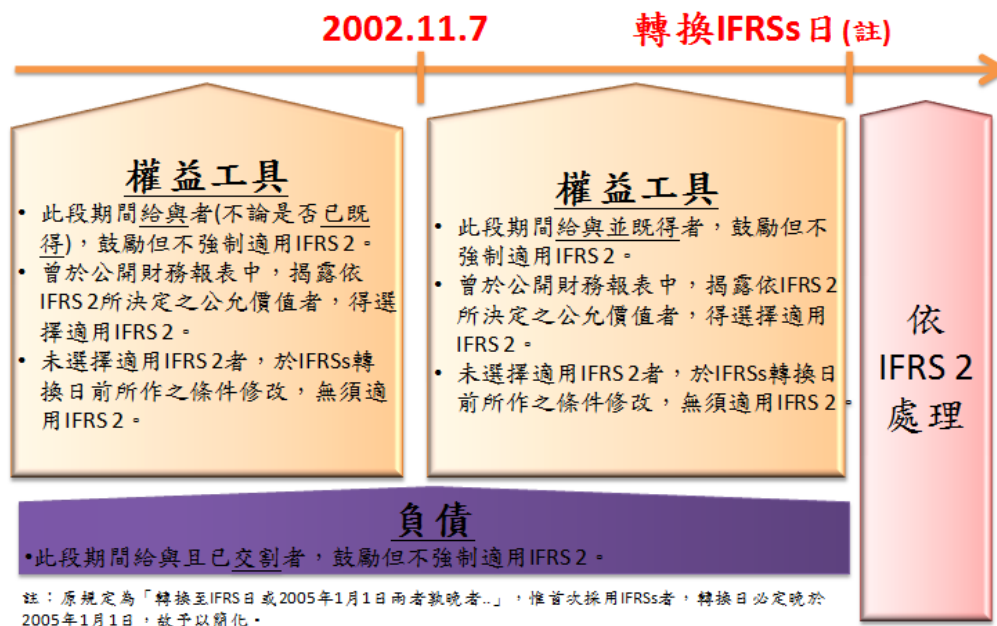 2002.11.7
轉換IFRSs日(註)
權益工具
• 此段期間給與者(不論是否已既
得)，鼓勵但不強制適用IFRS 2。
• 曾於公開財務報表中，揭露依
IFRS 2所決定之公允價值者，得選
擇適用IFRS 2。
• 未選擇適用IFRS 2者，於IFRSs轉
換日前所作之條件修改，無須適
用IFRS 2。
權益工具
• 此段期間給與並既得者，鼓勵但不
強制適用IFRS 2。
• 曾於公開財務報表中，揭露依IFRS 2
所決定之公允價值者，得選擇適用
IFRS 2。
• 未選擇適用IFRS 2者，於IFRSs轉換日
前所作之條件修改，無須適用IFRS 2。
依
IFRS 2
處理
負債
•此段期間給與且已交割者，鼓勵但不強制適用IFRS 2。
註：原規定為「轉換至IFRS日或2005年1月1日兩者孰晚者..」，惟首次採用IFRSs者，轉換日必定晚於
2005年1月1日，故予以簡化。